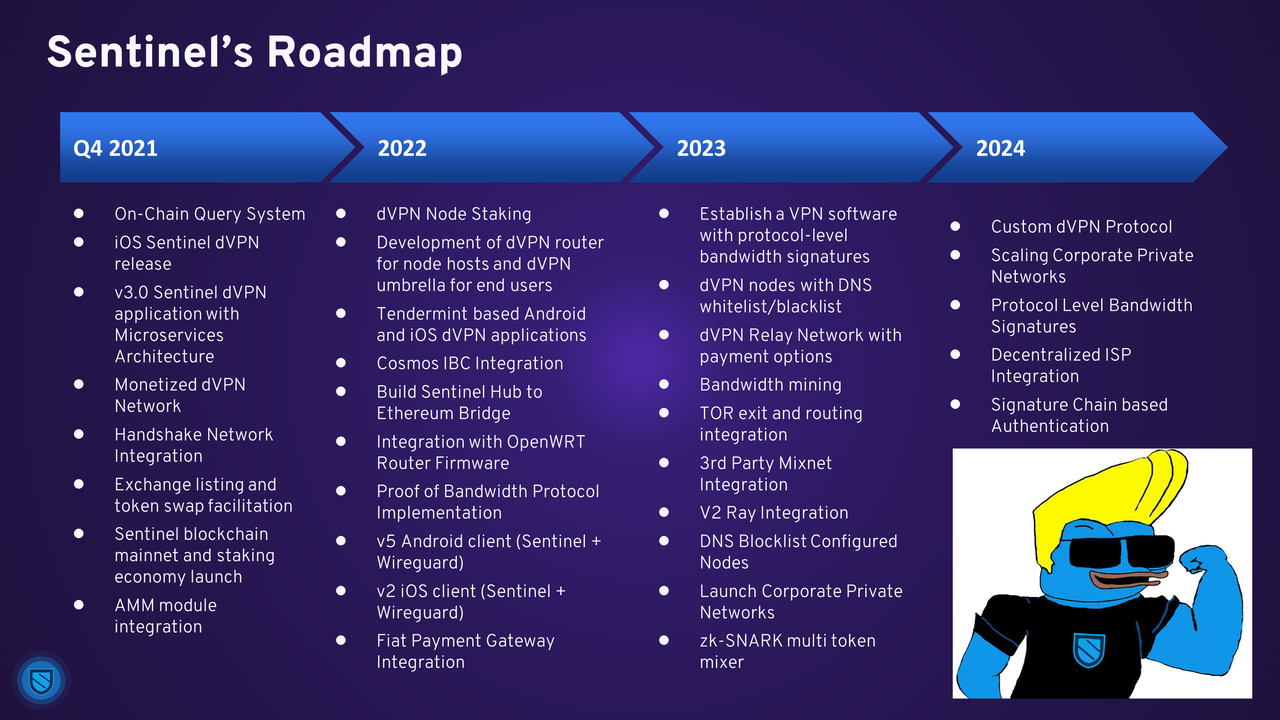 Sentinel’s Roadmap
Q4 2021
2022
2023
2024
● On-Chain Query System
● iOS Sentinel dVPN
release
● v3.0 Sentinel dVPN
application with
Microservices
Architecture
● Monetized dVPN
Network
● Handshake Network
Integration
● Exchange listing and
token swap facilitation
● Sentinel blockchain
mainnet and staking
economy launch
● AMM module
integration
● dVPN Node Staking
● Development of dVPN router
for node hosts and dVPN
umbrella for end users
● Tendermint based Android
and iOS dVPN applications
● Cosmos IBC Integration
● Build Sentinel Hub to
Ethereum Bridge
● Integration with OpenWRT
Router Firmware
● Proof of Bandwidth Protocol
Implementation
● v5 Android client (Sentinel +
Wireguard)
● v2 iOS client (Sentinel +
Wireguard)
● Fiat Payment Gateway
Integration
● Establish a VPN software
with protocol-level
bandwidth signatures
● dVPN nodes with DNS
whitelist/blacklist
● dVPN Relay Network with
payment options
● Bandwidth mining
● TOR exit and routing
integration
● 3rd Party Mixnet
Integration
● V2 Ray Integration
● DNS Blocklist Configured
Nodes
● Launch Corporate Private
Networks
● zk-SNARK multi token
mixer
● Custom dVPN Protocol
● Scaling Corporate Private
Networks
● Protocol Level Bandwidth
Signatures
● Decentralized ISP
Integration
● Signature Chain based
Authentication